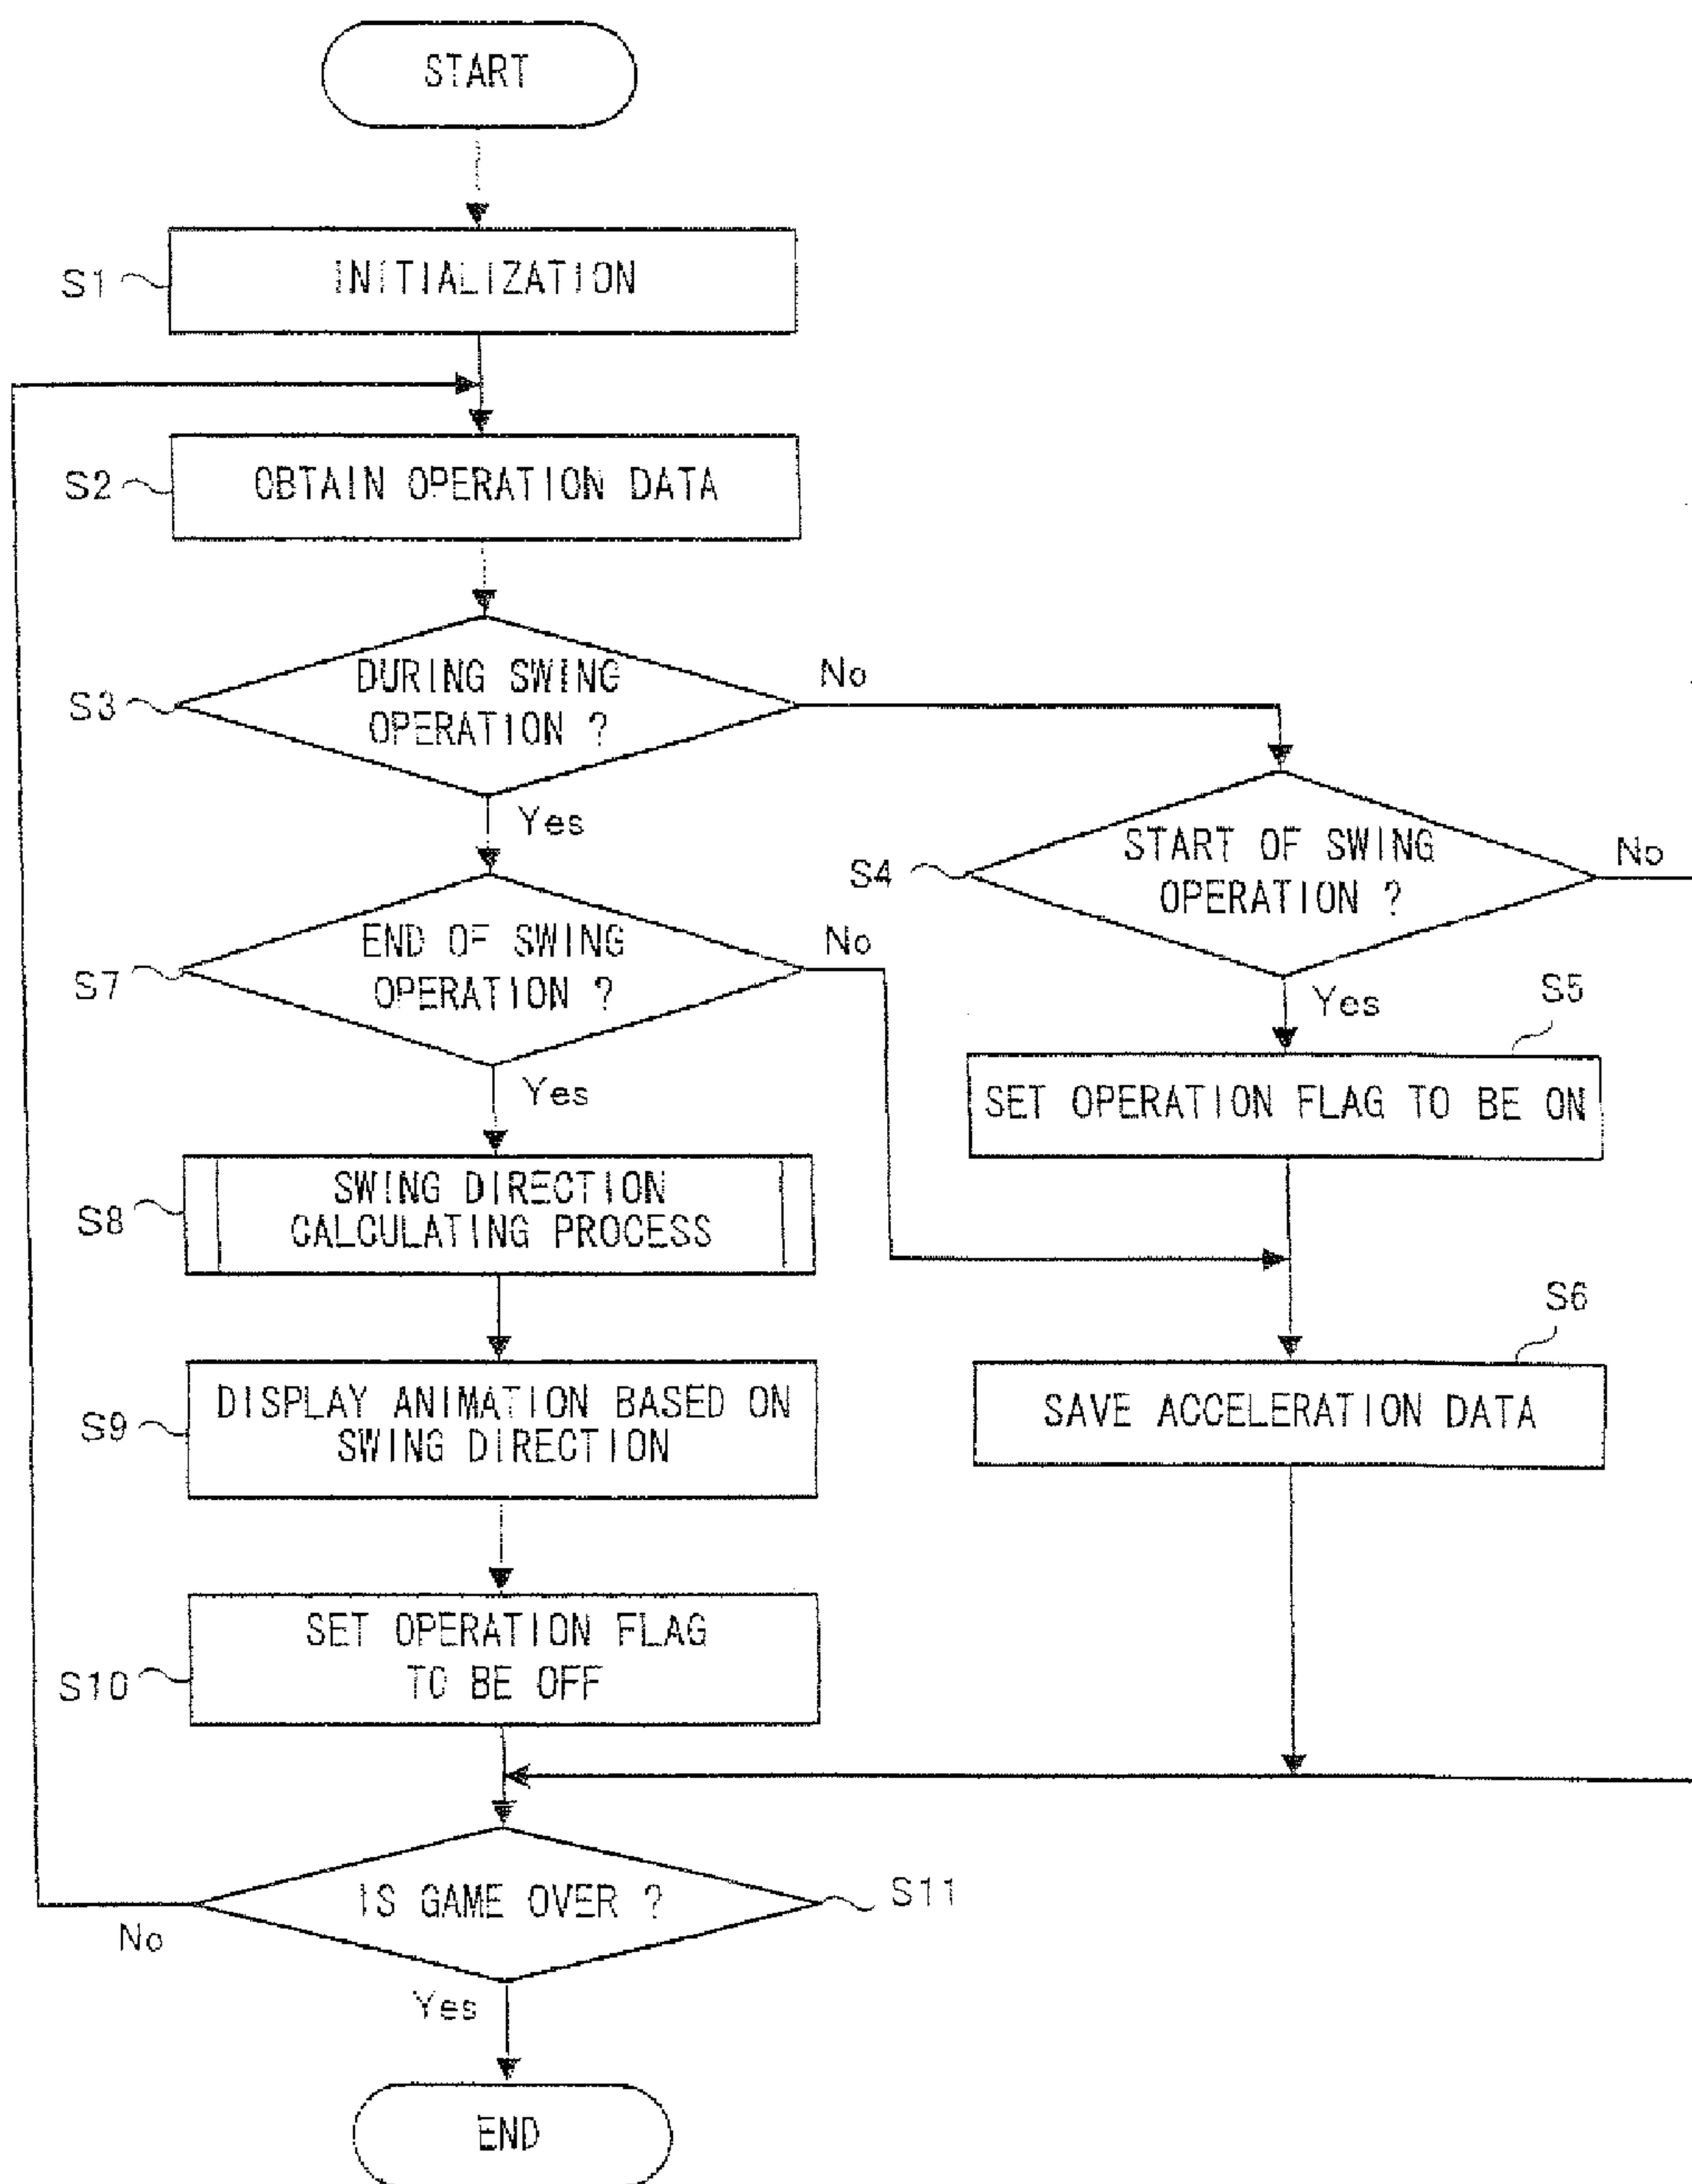 START
S1
INITIALIZATION
S2
OBTAIN OPERATION DATA
S3
DURING SWING
OPERATION ?
No
Yes
S4
START OF SWING
OPERATION ?
No
Yes
S7
END OF SWING
OPERATION ?
No
Yes
S5
SET OPERATION FLAG TO BE ON
S8
SWING DIRECTION
CALCULATING PROCESS
S6
SAVE ACCELERATION DATA
S9
DISPLAY ANIMATION BASED ON
SWING DIRECTION
S10
SET OPERATION FLAG
TO BE OFF
IS GAME OVER ?
S11
No
Yes
END